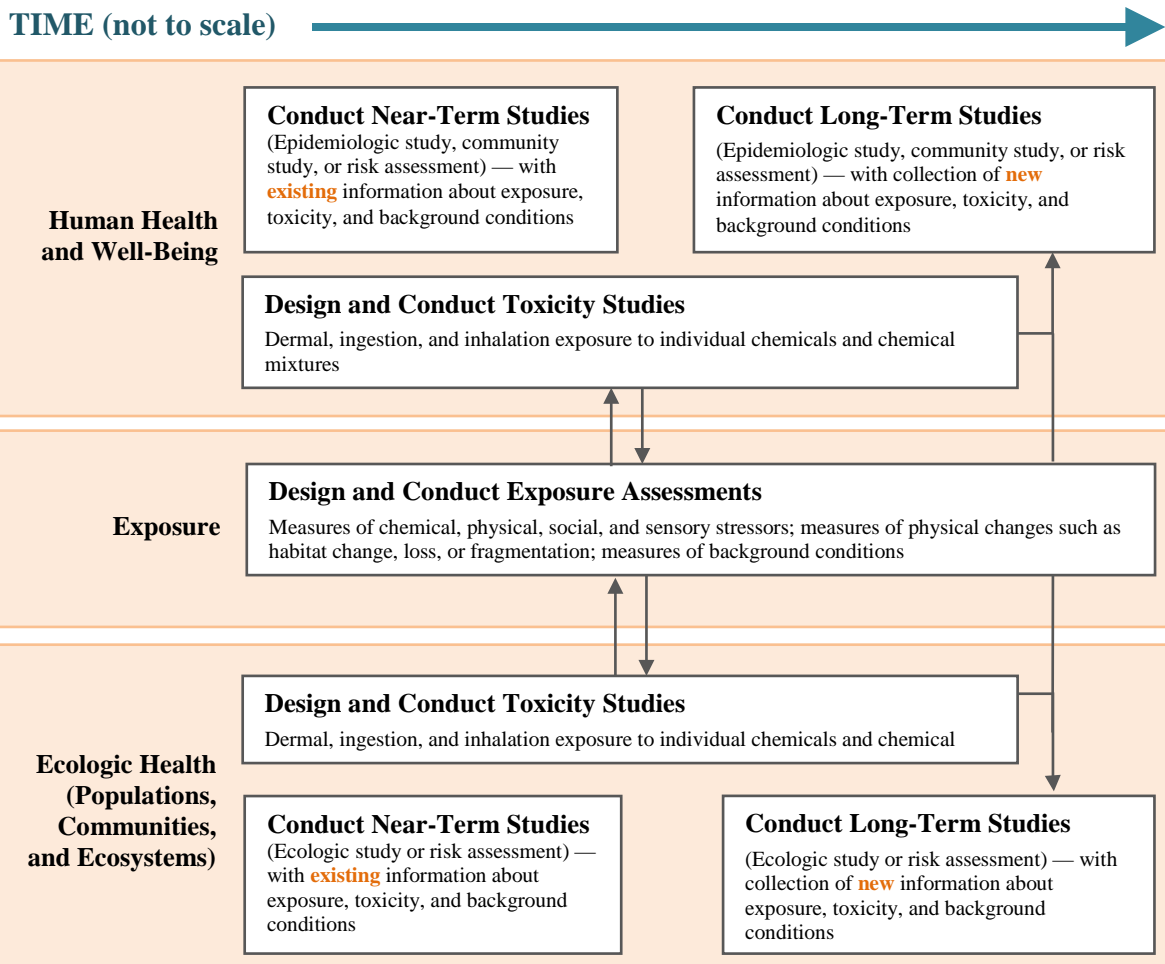 TIME (not to scale)
Human Health
and Well-Being
Conduct Near-Term Studies
(Epidemiologic study, community
study, or risk assessment) — with
existing information about exposure,
toxicity, and background conditions
Conduct Long-Term Studies
(Epidemiologic study, community study, or risk
assessment) — with collection of new
information about exposure, toxicity, and
background conditions
Design and Conduct Toxicity Studies
Dermal, ingestion, and inhalation exposure to individual chemicals and chemical
mixtures
Exposure
Design and Conduct Exposure Assessments
Measures of chemical, physical, social, and sensory stressors; measures of physical changes such as
habitat change, loss, or fragmentation; measures of background conditions
Ecologic Health
(Populations,
Communities,
and Ecosystems)
Design and Conduct Toxicity Studies
Dermal, ingestion, and inhalation exposure to individual chemicals and chemical
Conduct Near-Term Studies
(Ecologic study or risk assessment) —
with existing information about
exposure, toxicity, and background
conditions
Conduct Long-Term Studies
(Ecologic study or risk assessment) — with
collection of new information about
exposure, toxicity, and background
conditions